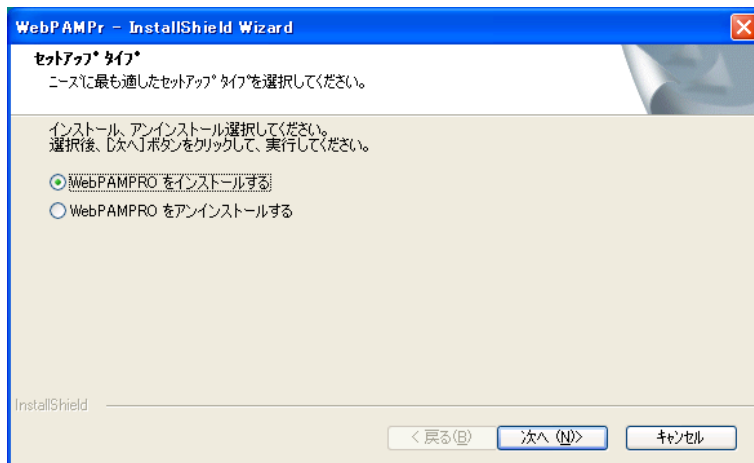 WebPAMPr - InstallShield Wizard
セットアップ タイプ
ニーズに最も適したセットアップ タイプを選択してください。
インストール、アンインストール選択してください。
選択後、[次へ]ボタンをクリックして、実行してください。
WebPAMPRO をインストールする
WebPAMPRO をアンインストールする
InstallShield
< 戻る(B)
次へ (N)>
キャンセル